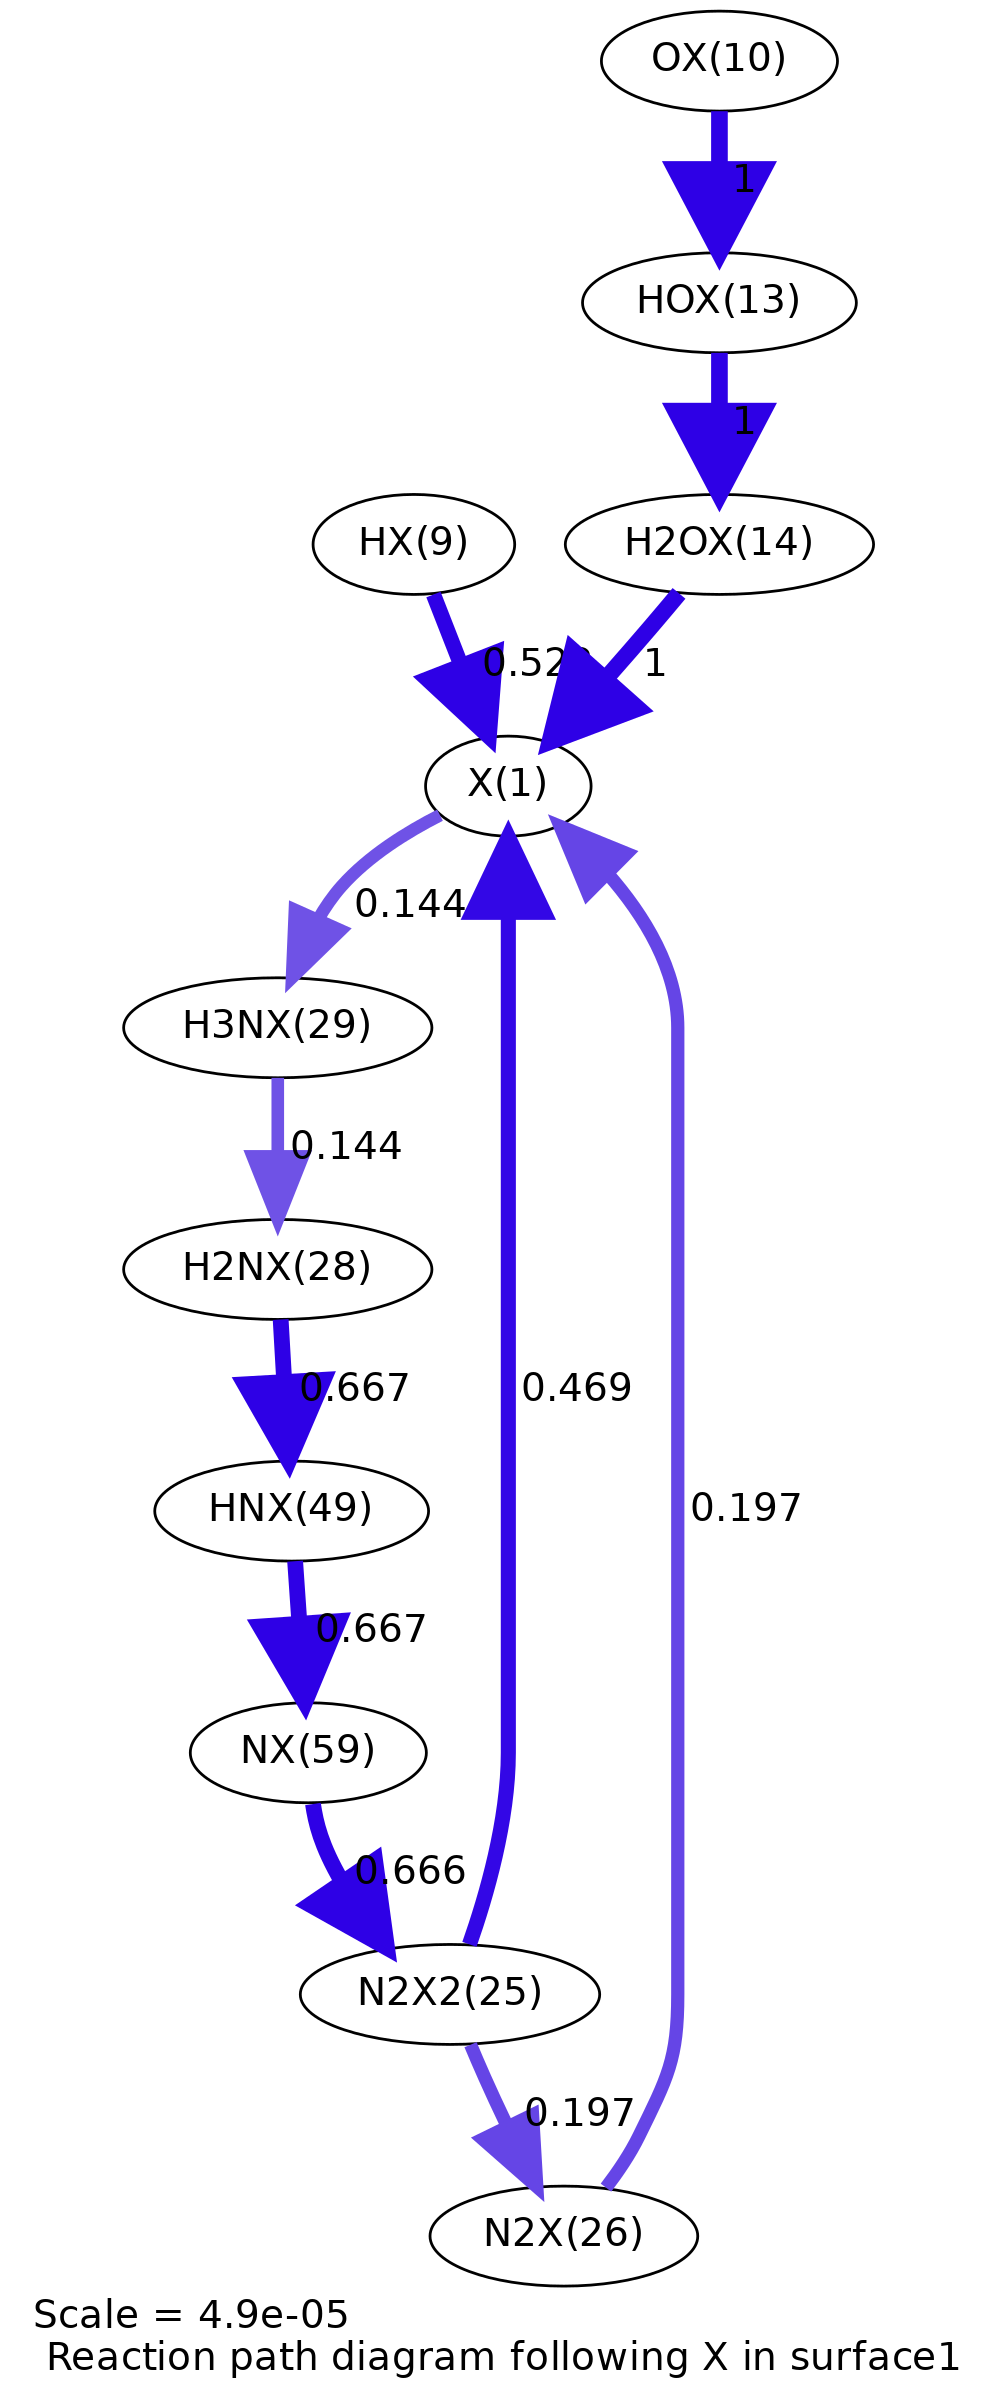 OX(10)
1
HOX(13)
1
HX(9)
H2OX(14)
1
X(1)
0.144
H3NX(29)
0.144
H2NX(28)
0.667
0.469
HNX(49)
0.197
0.667
NX(59)
0.666
N2X2(25)
0.197
N2X(26)
Scale = 4.9e-05
Reaction path diagram following X in surface1